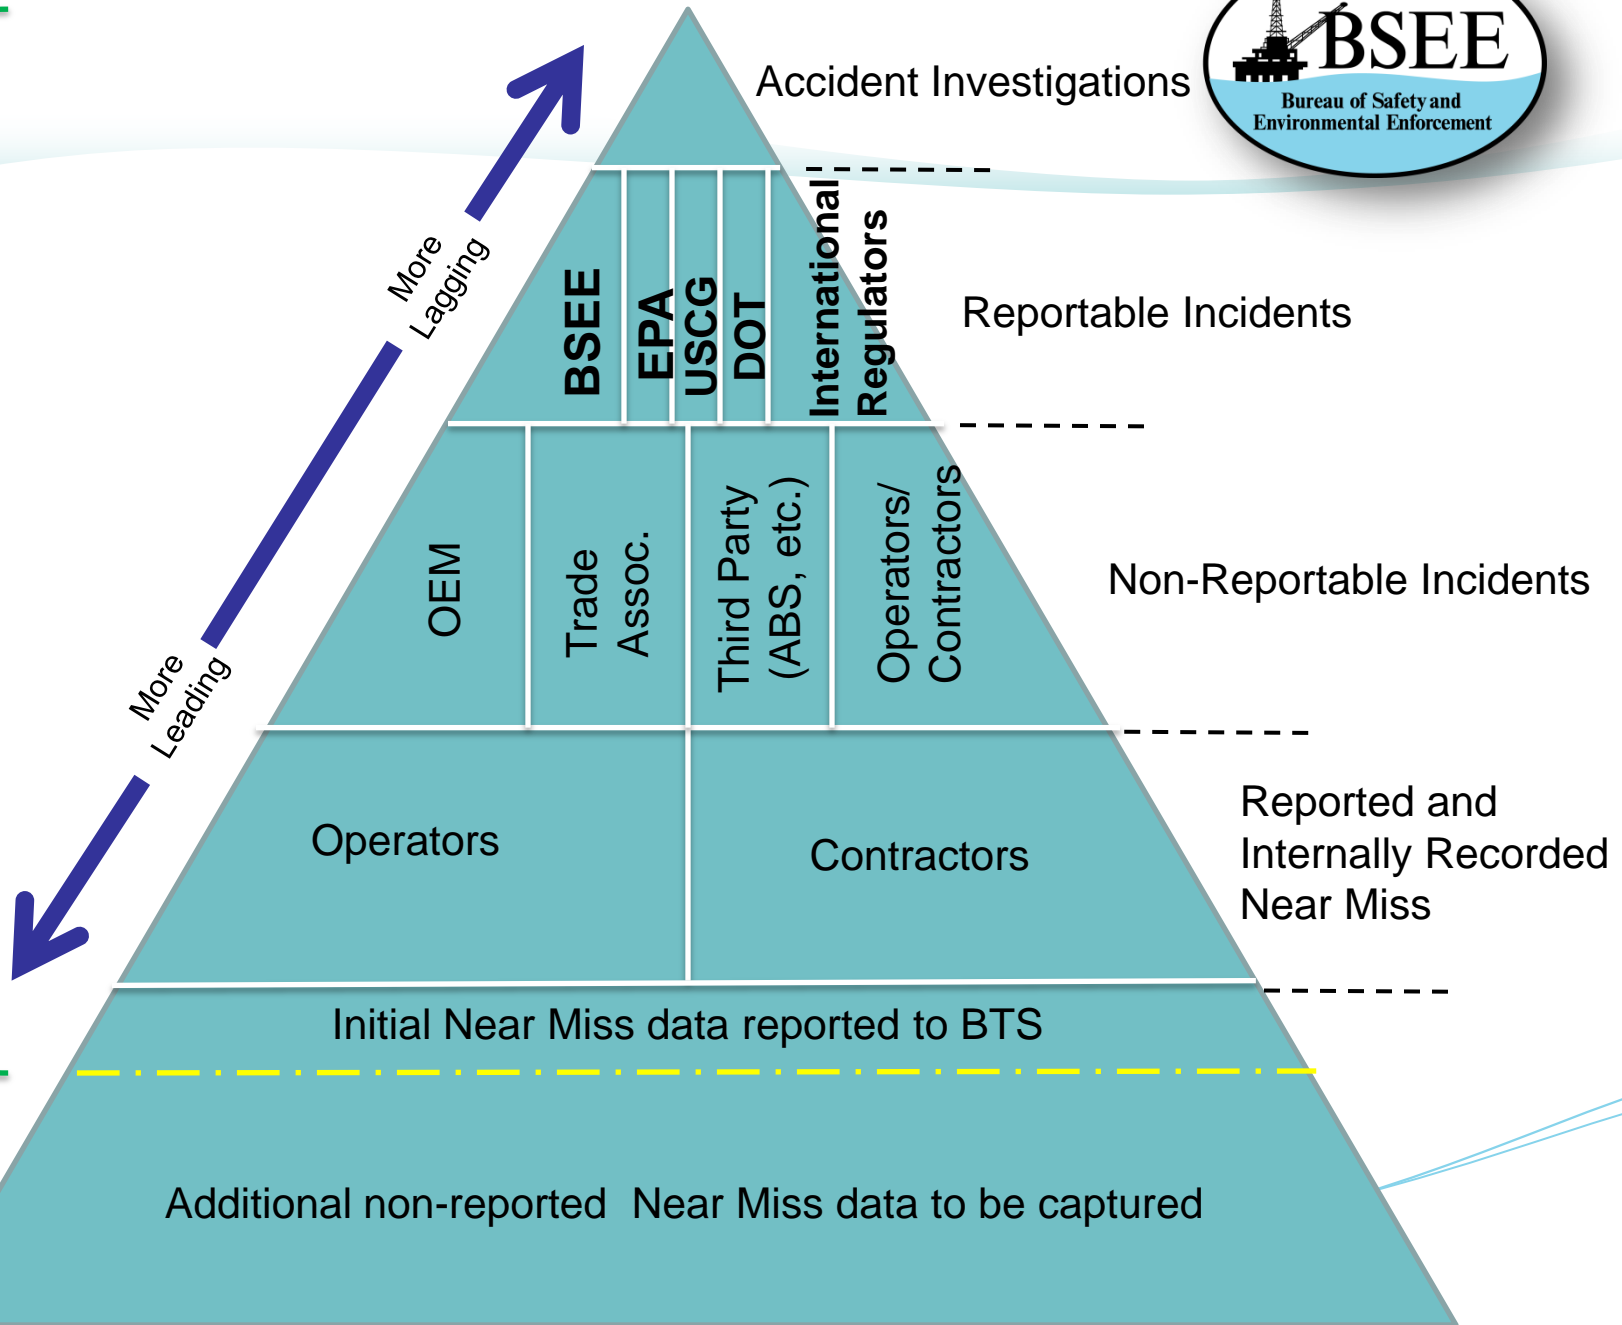 BSEE
Bureau of Safety and
Environmental Enforcement
Accident Investigations
More
Lagging
BSEE
EPA
USCG
DOT
International
Regulators
Reportable Incidents
OEM
Trade
Assoc.
Third Party
(ABS, etc.)
Operators/
Contractors
Non-Reportable Incidents
More
Leading
Operators
Contractors
Reported and
Internally Recorded
Near Miss
Initial Near Miss data reported to BTS
Additional non-reported Near Miss data to be captured